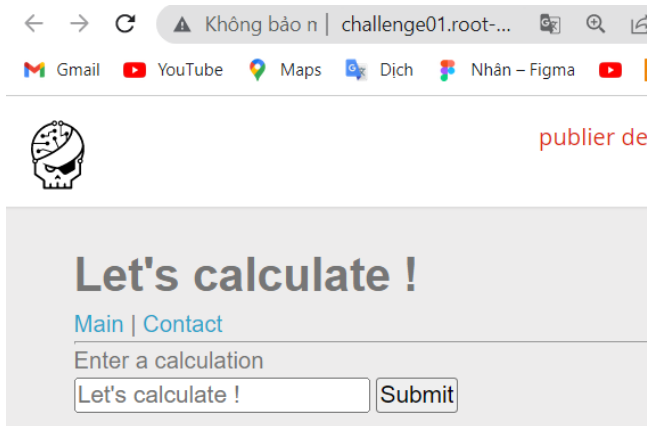 Không bảo n | challenge01.root-...
Gmail YouTube Maps Dịch Nhân – Figma
publier de
Let's calculate !
Main | Contact
Enter a calculation
Let's calculate ! Submit